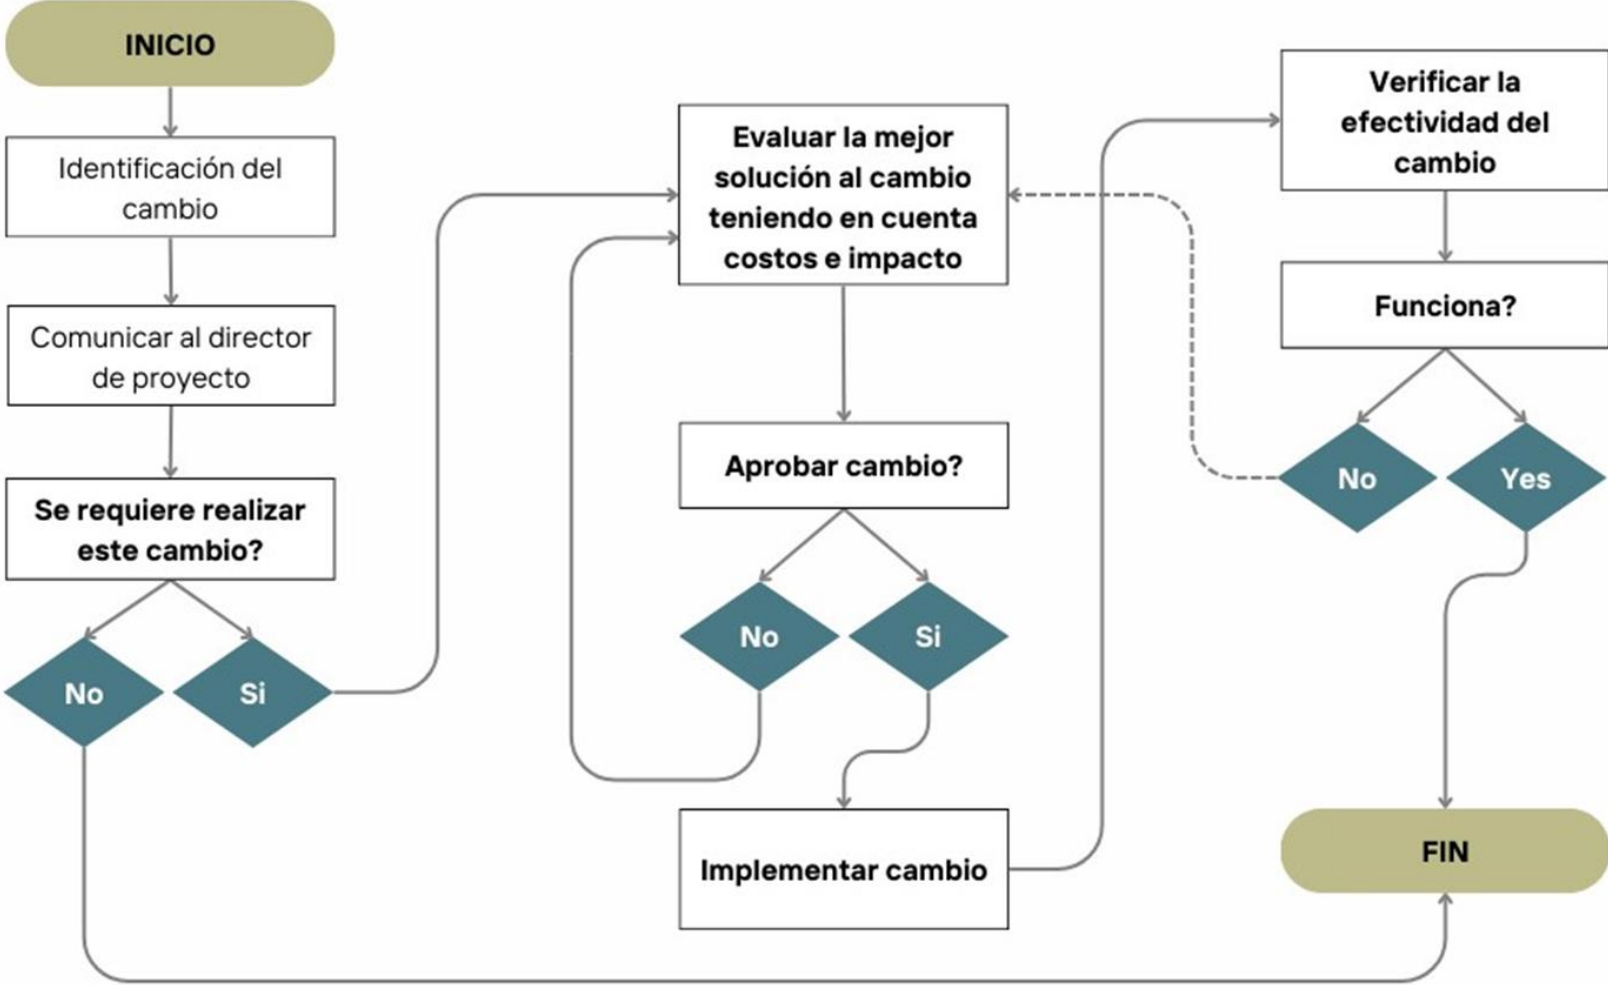 INICIO
Identificación del
cambio
Comunicar al director
de proyecto
Se requiere realizar
este cambio?
No
Si
Evaluar la mejor
solución al cambio
teniendo en cuenta
costos e impacto
Aprobar cambio?
No
Si
Implementar cambio
Verificar la
efectividad del
cambio
Funciona?
No
Yes
FIN